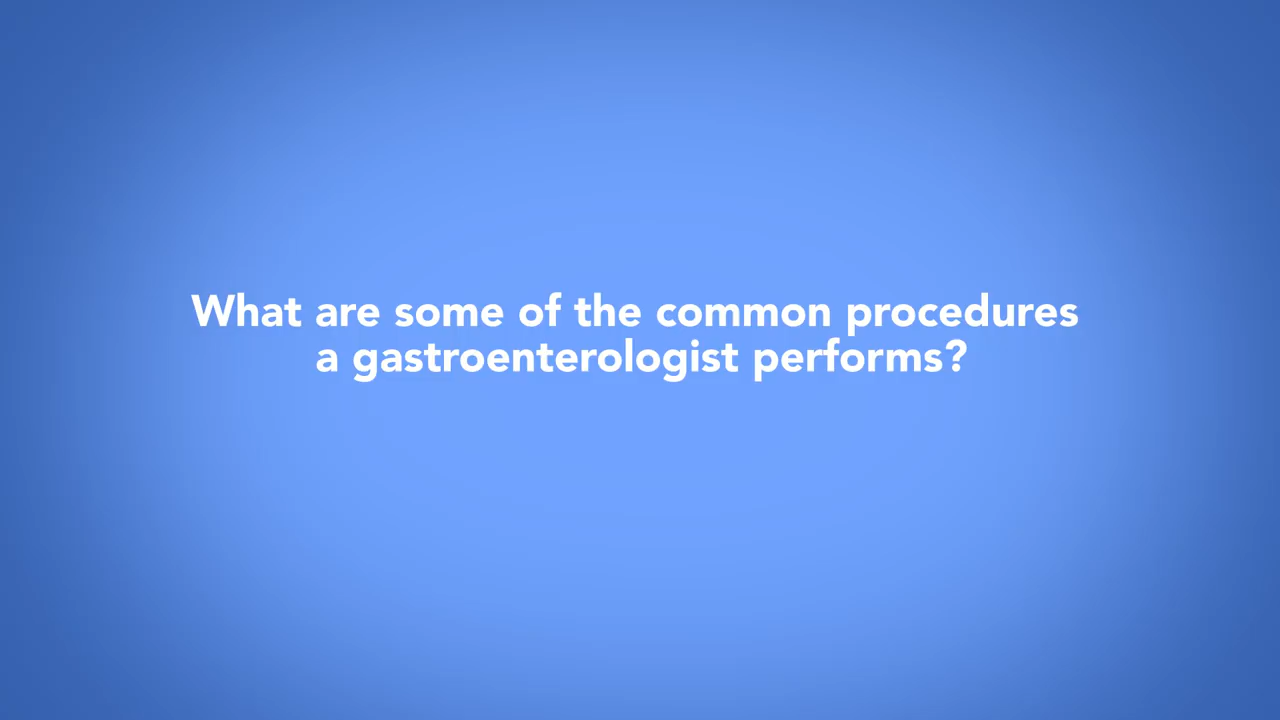 What are some of the common procedures
a gastroenterologist performs?